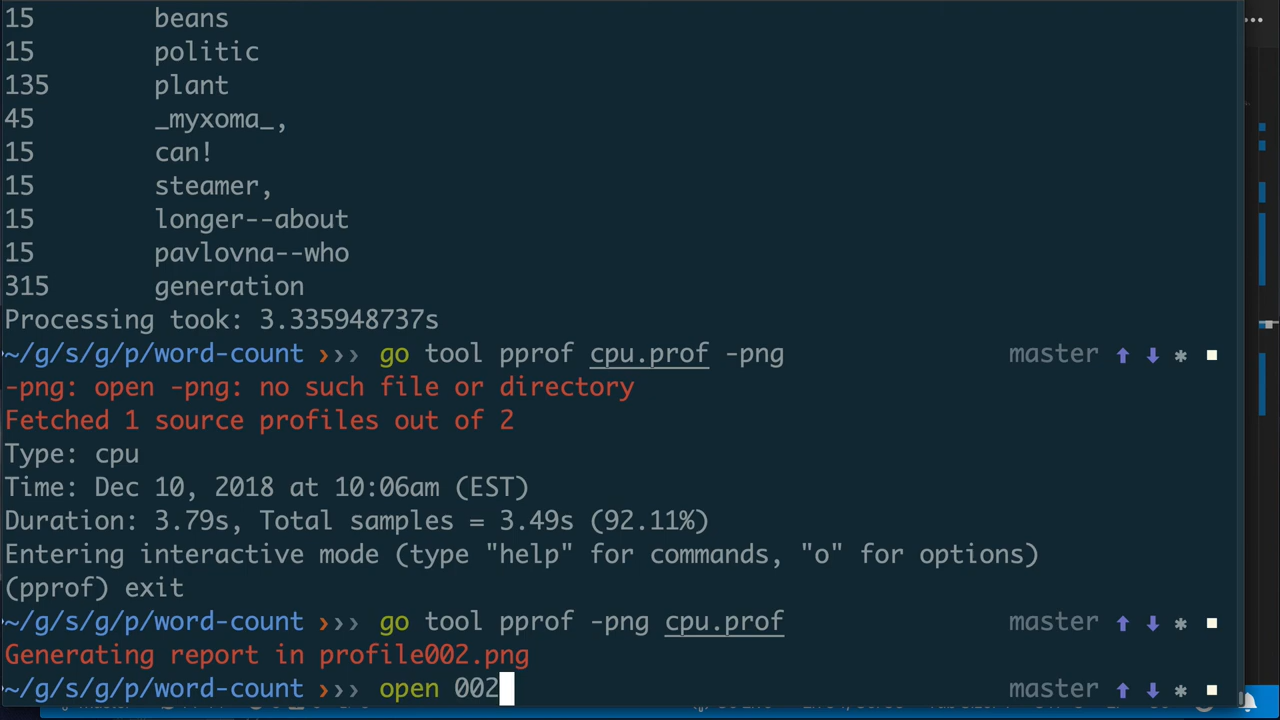 15 beans
15 politic
135 plant
45 _myxoma_,
15 can!
15 steamer,
15 longer--about
15 pavlovna--who
315 generation
Processing took: 3.335948737s
~/g/s/g/p/word-count ❯❯❯ go tool pprof cpu.prof -png master ⬆ ⬇ ✱ ◼
-png: open -png: no such file or directory
Fetched 1 source profiles out of 2
Type: cpu
Time: Dec 10, 2018 at 10:06am (EST)
Duration: 3.79s, Total samples = 3.49s (92.11%)
Entering interactive mode (type "help" for commands, "o" for options)
(pprof) exit
~/g/s/g/p/word-count ❯❯❯ go tool pprof -png cpu.prof master ⬆ ⬇ ✱ ◼
Generating report in profile002.png
~/g/s/g/p/word-count ❯❯❯ open 002 master ⬆ ⬇ ✱ ◼